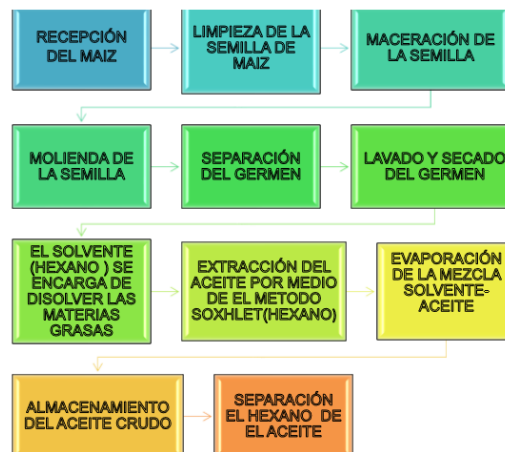 RECEPCIÓN
DEL MAIZ
LIMPIEZA DE LA
SEMILLA DE
MAIZ
MACERACIÓN DE
LA SEMILLA
MOLIENDA DE
LA SEMILLA
SEPARACIÓN
DEL GERMEN
LAVADO Y SECADO
DEL GERMEN
EL SOLVENTE
(HEXANO ) SE
ENCARGA DE
DISOLVER LAS
MATERIAS
GRASAS
EXTRACCIÓN DEL
ACEITE POR MEDIO
DE EL METODO
SOXHLET(HEXANO)
EVAPORACIÓN
DE LA MEZCLA
SOLVENTE-
ACEITE
ALMACENAMIENTO
DEL ACEITE CRUDO
SEPARACIÓN
EL HEXANO DE
EL ACEITE